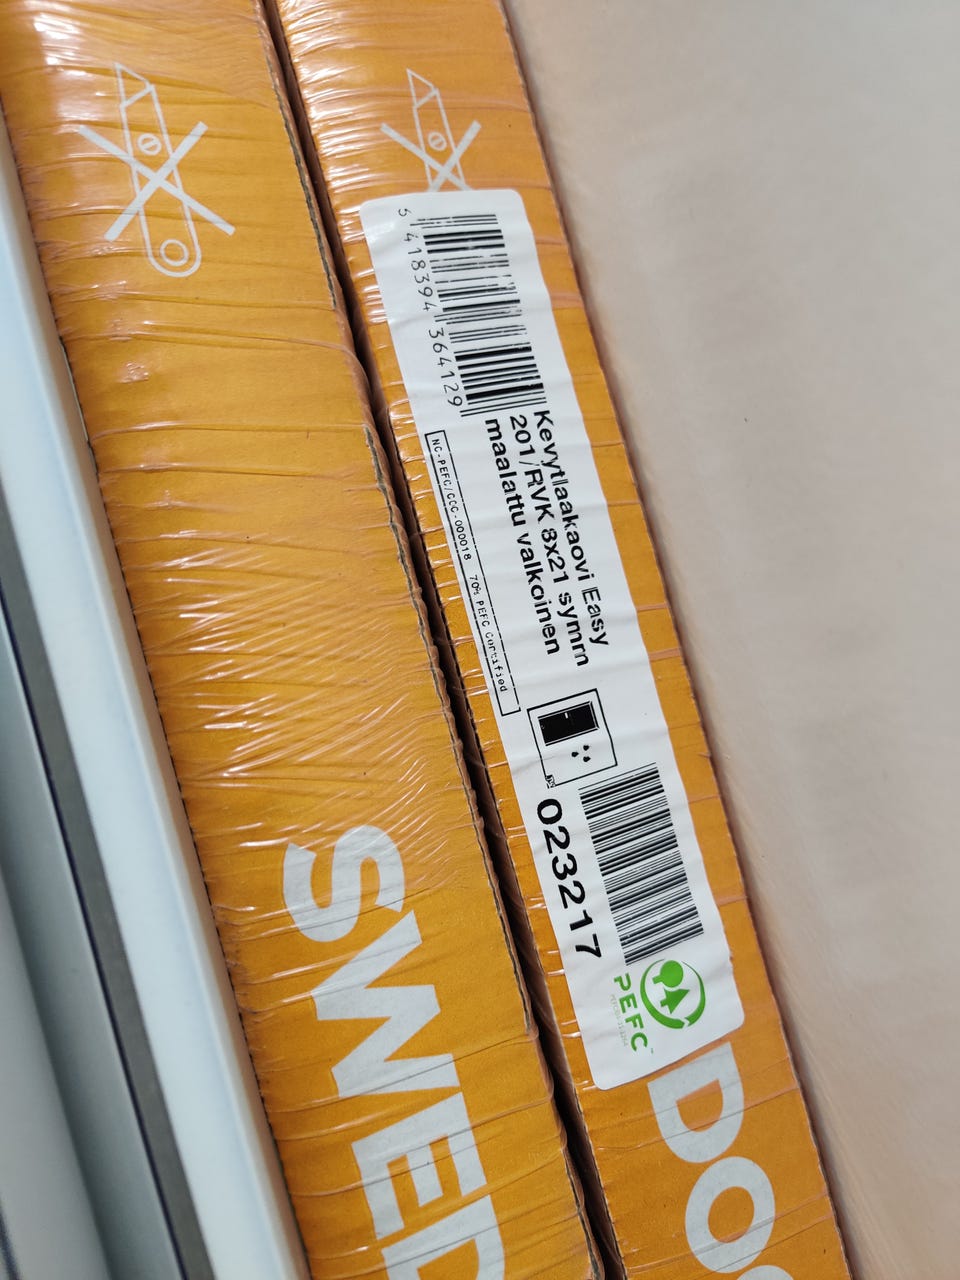 5 418394 364129
Kevytlaakaovi Easy
201/RVK 8x21 symm
maalattu valkoinen
NC-PEFC/COC-000018 70% PEFC Certified
023217
PEFC
SWED
DOO